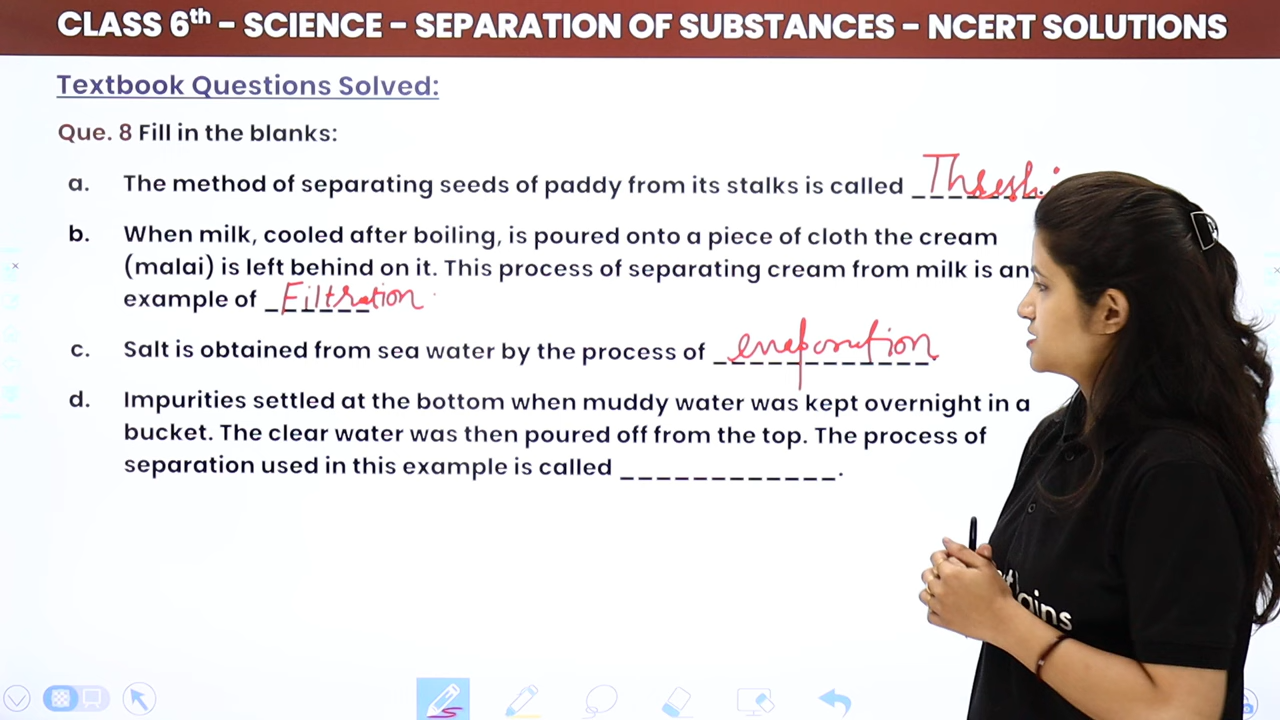 CLASS 6th – SCIENCE – SEPARATION OF SUBSTANCES – NCERT SOLUTIONS
Textbook Questions Solved:
Que. 8 Fill in the blanks:
a. The method of separating seeds of paddy from its stalks is called Threshi
b. When milk, cooled after boiling, is poured onto a piece of cloth the cream
(malai) is left behind on it. This process of separating cream from milk is an
example of Filtration
c. Salt is obtained from sea water by the process of evaporation.
d. Impurities settled at the bottom when muddy water was kept overnight in a
bucket. The clear water was then poured off from the top. The process of
separation used in this example is called ____________.